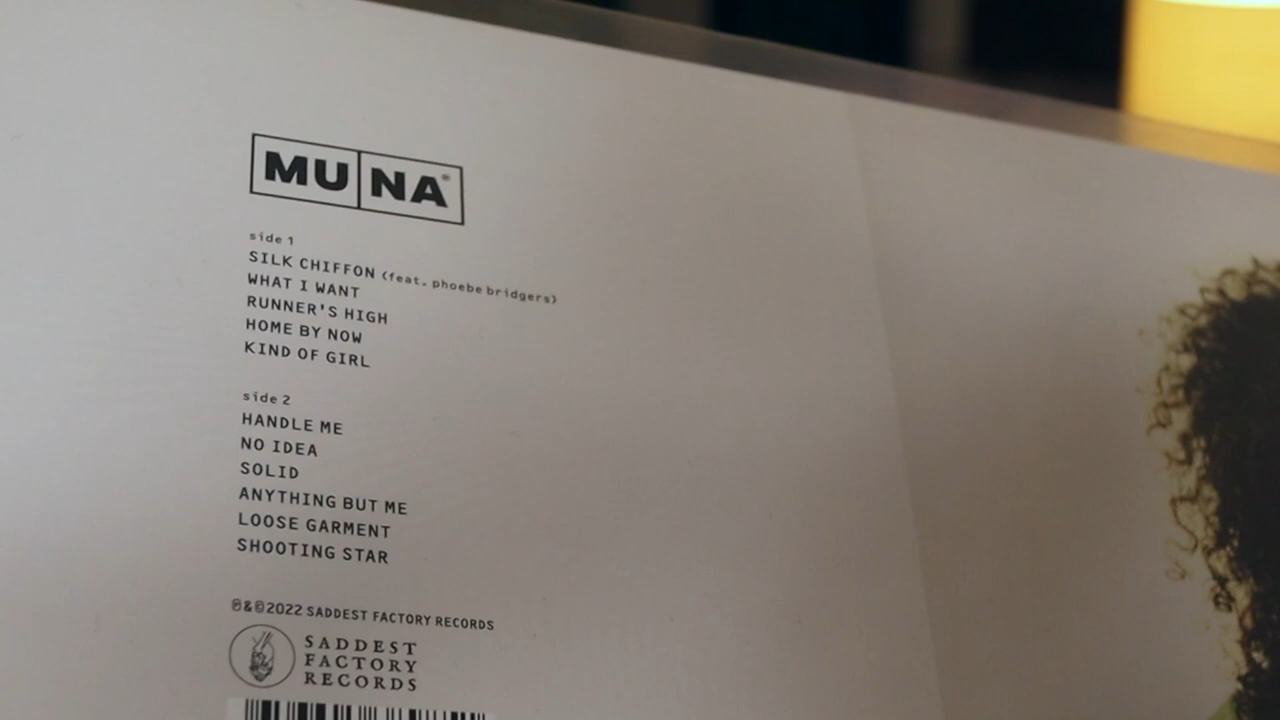 MUNA®
side 1
SILK CHIFFON (feat. phoebe bridgers)
WHAT I WANT
RUNNER'S HIGH
HOME BY NOW
KIND OF GIRL
side 2
HANDLE ME
NO IDEA
SOLID
ANYTHING BUT ME
LOOSE GARMENT
SHOOTING STAR
℗&©2022 SADDEST FACTORY RECORDS
SADDEST
FACTORY
RECORDS